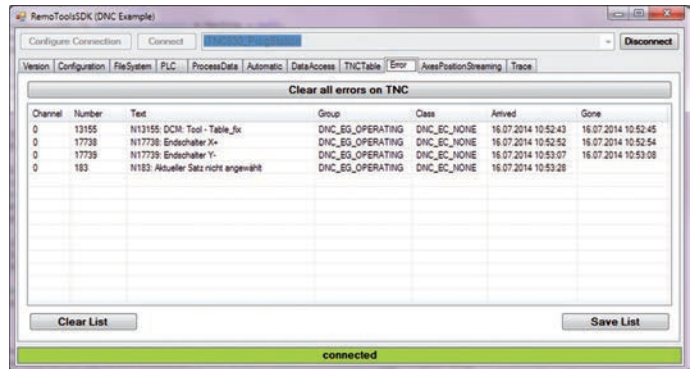 RemoToolsSDK (DNC Example)
Configure Connection Connect iTNC530_ProgStation Disconnect
Version Configuration FileSystem PLC ProcessData Automatic DataAccess TNCTable Error AxesPositionStreaming Trace
Clear all errors on TNC
Channel Number Text Group Class Arrived Gone
0 13155 N13155: DCM: Tool - Table_fix DNC_EG_OPERATING DNC_EC_NONE 16.07.2014 10:52:43 16.07.2014 10:52:45
0 17738 N17738: Endschalter X+ DNC_EG_OPERATING DNC_EC_NONE 16.07.2014 10:52:52 16.07.2014 10:52:54
0 17739 N17739: Endschalter Y- DNC_EG_OPERATING DNC_EC_NONE 16.07.2014 10:53:07 16.07.2014 10:53:08
0 183 N183: Aktueller Satz nicht angewählt DNC_EG_OPERATING DNC_EC_NONE 16.07.2014 10:53:28
Clear List Save List
connected